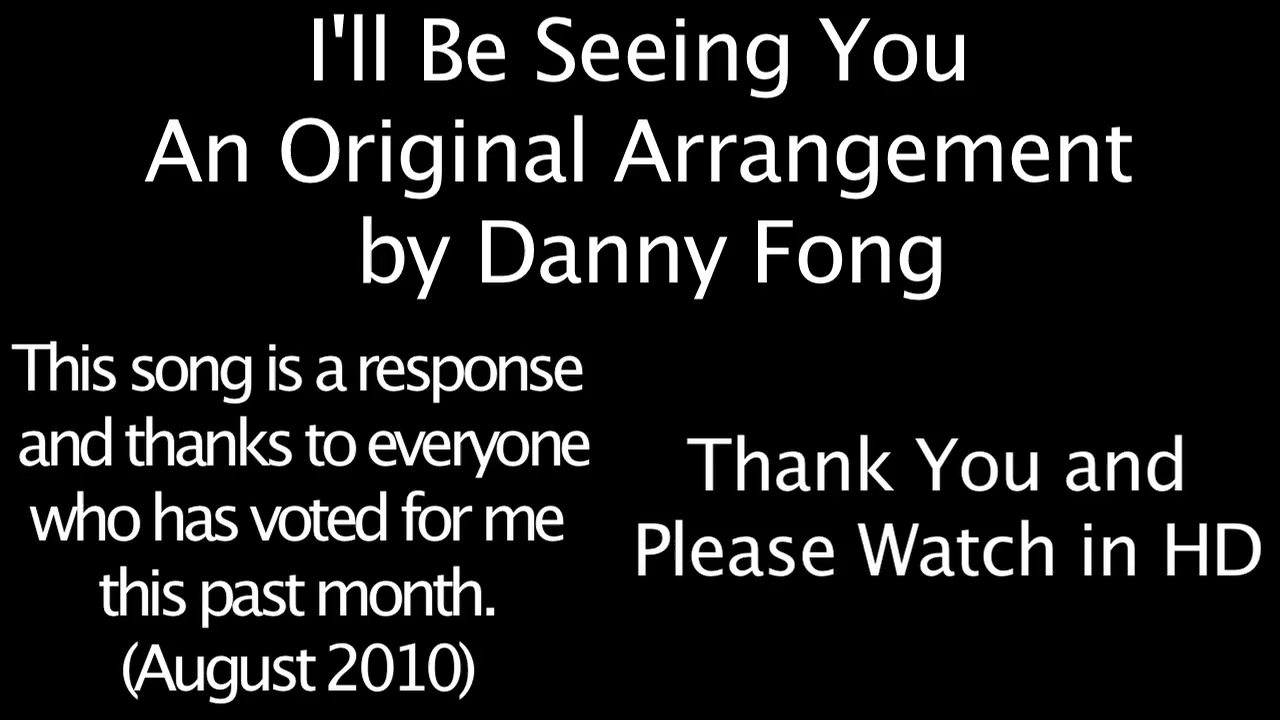 I'll Be Seeing You
An Original Arrangement
by Danny Fong
This song is a response
and thanks to everyone
who has voted for me
this past month.
(August 2010)
Thank You and
Please Watch in HD